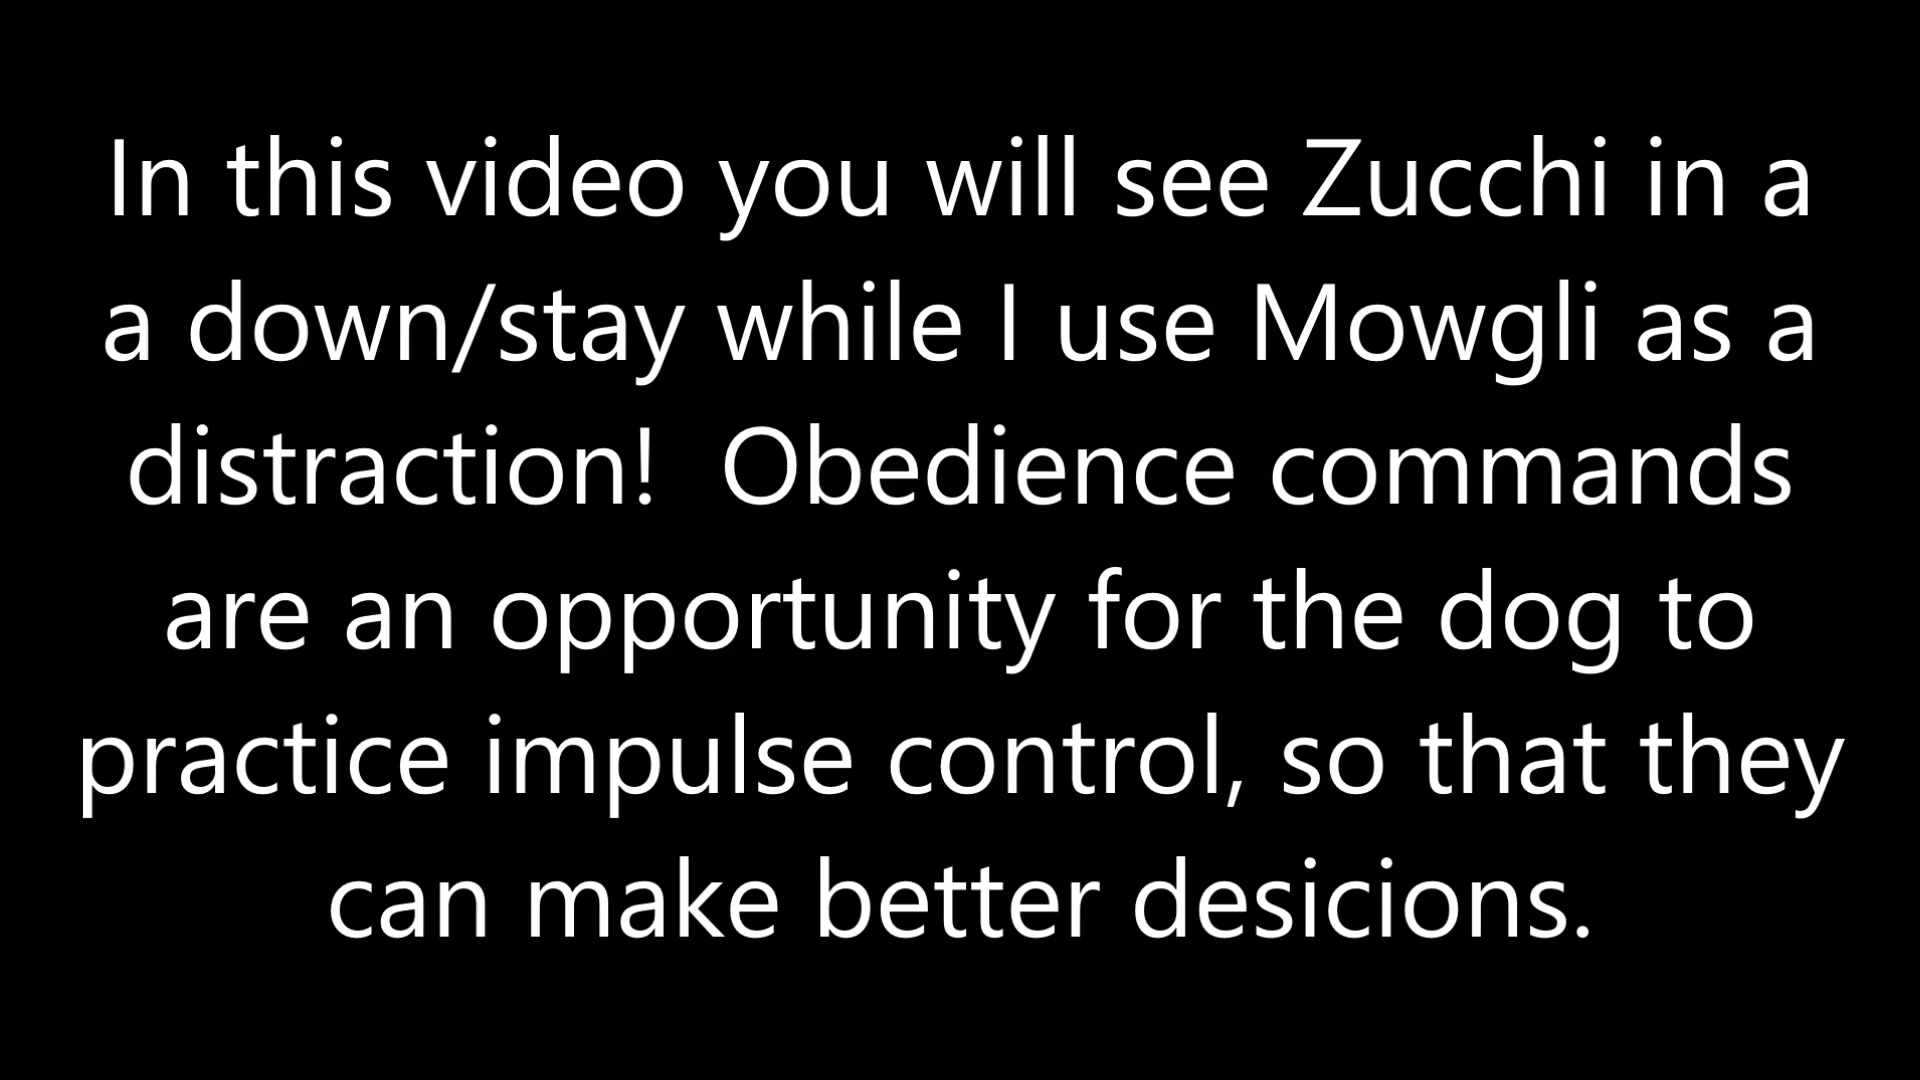 In this video you will see Zucchi in a
a down/stay while I use Mowgli as a
distraction!  Obedience commands
are an opportunity for the dog to
practice impulse control, so that they
can make better desicions.